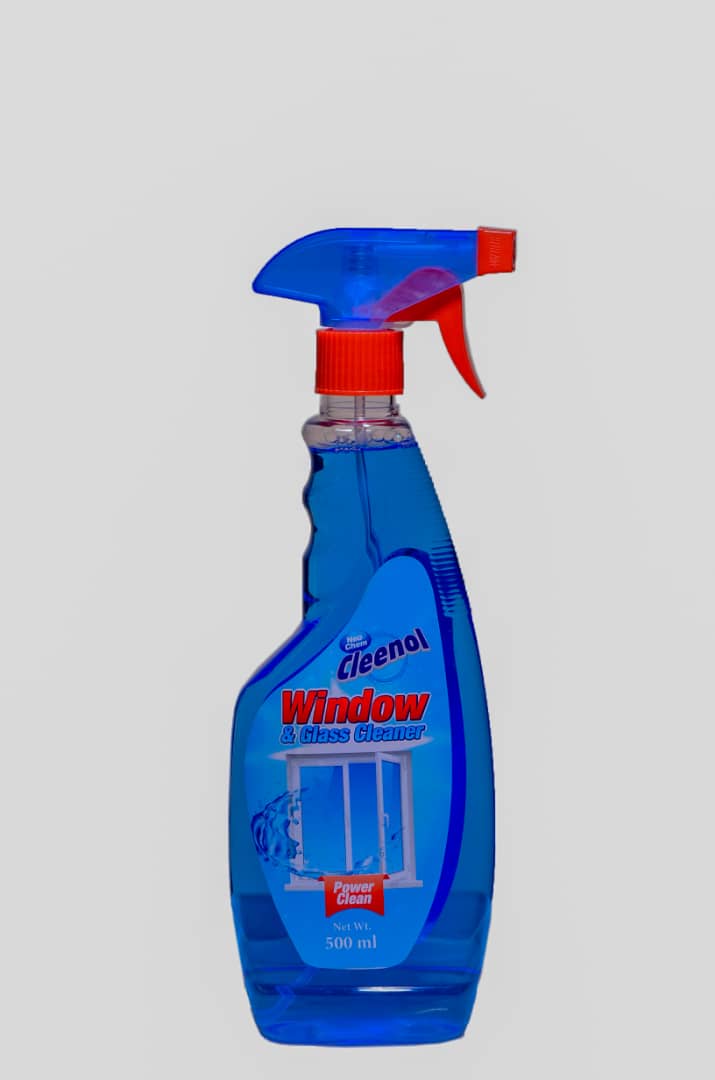 Neo
Chem
Cleenol
Window
& Glass Cleaner
Power
Clean
Net Wt.
500 ml